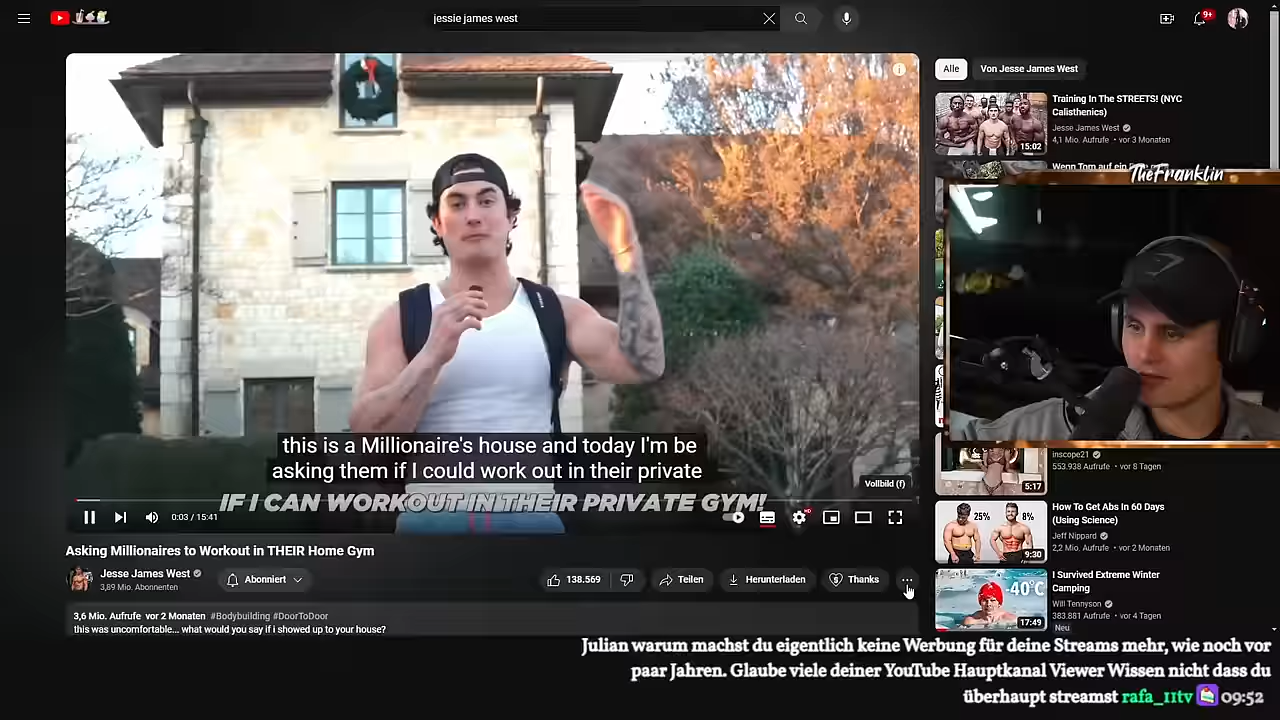 jessie james west
9+
this is a Millionaire's house and today I'm be
asking them if I could work out in their private
IF I CAN WORKOUT IN THEIR PRIVATE GYM!
Vollbild (f)
0:03 / 15:41
HD
Asking Millionaires to Workout in THEIR Home Gym
Jesse James West
3,89 Mio. Abonnenten
Abonniert
138.569
Teilen
Herunterladen
Thanks
3,6 Mio. Aufrufe vor 2 Monaten #Bodybuilding #DoorToDoor
this was uncomfortable... what would you say if i showed up to your house?
Alle
Von Jesse James West
15:02
Training In The STREETS! (NYC
Calisthenics)
Jesse James West
4,1 Mio. Aufrufe • vor 3 Monaten
Wenn Tom auf ein
TheFranklin
inscope21
553.938 Aufrufe • vor 8 Tagen
5:17
25%
8%
9:30
How To Get Abs In 60 Days
(Using Science)
Jeff Nippard
2,2 Mio. Aufrufe • vor 2 Monaten
-40°C
17:49
I Survived Extreme Winter
Camping
Will Tennyson
383.881 Aufrufe • vor 4 Tagen
Neu
Julian warum machst du eigentlich keine Werbung für deine Streams mehr, wie noch vor
paar Jahren. Glaube viele deiner YouTube Hauptkanal Viewer Wissen nicht dass du
überhaupt streamst rafa_11tv 09:52